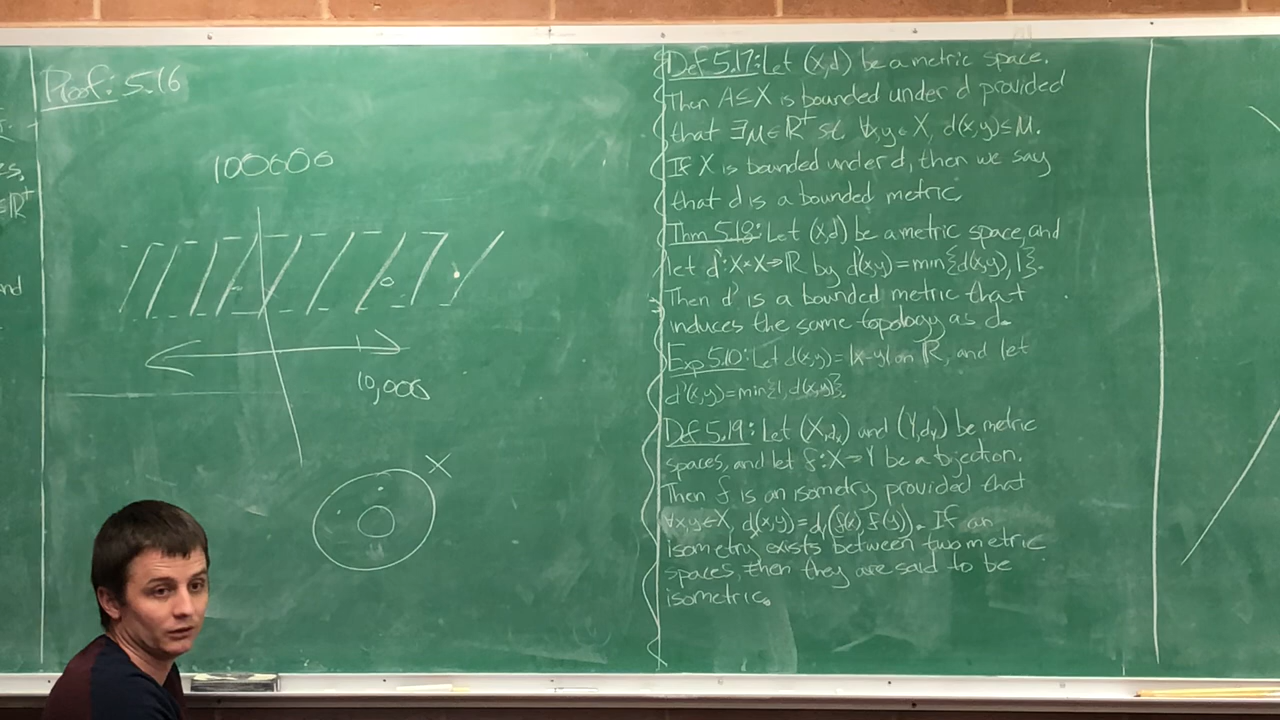 Proof: 5.16
100000
10,000
X
es,
∈ℝ⁺
and
Def 5.17: Let (X,d) be a metric space.
Then A⊆X is bounded under d provided
that ∃μ∈ℝ⁺ st. ∀x,y∈X, d(x,y)≤M.
If X is bounded under d, then we say
that d is a bounded metric.
Thm 5.18: Let (X,d) be a metric space, and
let d':X×X→ℝ by d'(x,y)=min{d(x,y),1}.
Then d' is a bounded metric that
induces the same topology as d.
Exp 5.10: Let d(x,y)=|x-y| on ℝ, and let
d'(x,y)=min{1,d(x,y)}.
Def 5.19: Let (X,dₓ) and (Y,dᵧ) be metric
spaces, and let f:X→Y be a bijection.
Then f is an isometry provided that
∀x,y∈X, dₓ(x,y)=dᵧ(f(x),f(y)). If an
isometry exists between two metric
spaces, then they are said to be
isometric.